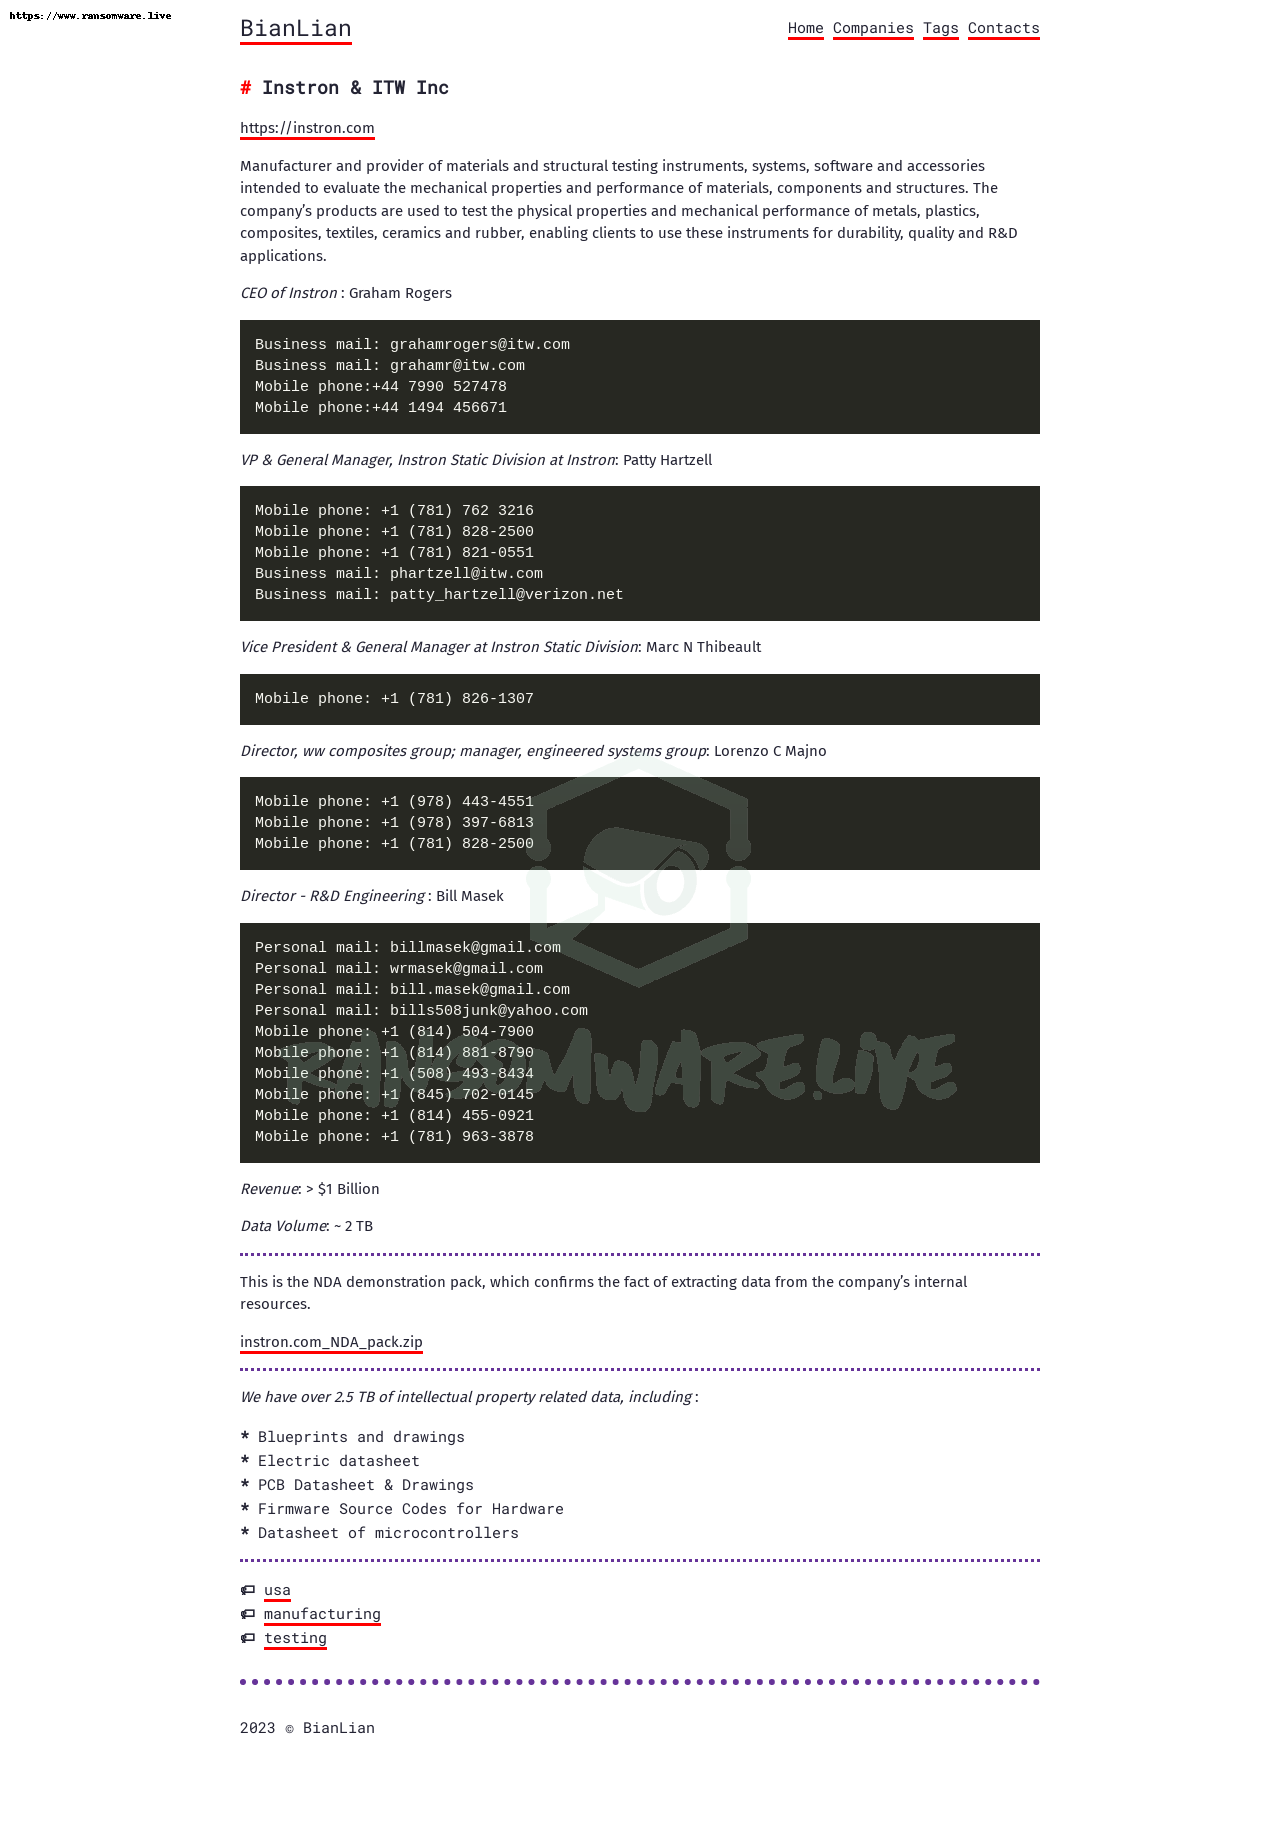 https://www.ransomware.live
BianLian
Home Companies Tags Contacts
# Instron & ITW Inc
https://instron.com
Manufacturer and provider of materials and structural testing instruments, systems, software and accessories
intended to evaluate the mechanical properties and performance of materials, components and structures. The
company’s products are used to test the physical properties and mechanical performance of metals, plastics,
composites, textiles, ceramics and rubber, enabling clients to use these instruments for durability, quality and R&D
applications.
CEO of Instron : Graham Rogers
Business mail: grahamrogers@itw.com
Business mail: grahamr@itw.com
Mobile phone:+44 7990 527478
Mobile phone:+44 1494 456671
VP & General Manager, Instron Static Division at Instron: Patty Hartzell
Mobile phone: +1 (781) 762 3216
Mobile phone: +1 (781) 828-2500
Mobile phone: +1 (781) 821-0551
Business mail: phartzell@itw.com
Business mail: patty_hartzell@verizon.net
Vice President & General Manager at Instron Static Division: Marc N Thibeault
Mobile phone: +1 (781) 826-1307
Director, ww composites group; manager, engineered systems group: Lorenzo C Majno
Mobile phone: +1 (978) 443-4551
Mobile phone: +1 (978) 397-6813
Mobile phone: +1 (781) 828-2500
Director - R&D Engineering : Bill Masek
Personal mail: billmasek@gmail.com
Personal mail: wrmasek@gmail.com
Personal mail: bill.masek@gmail.com
Personal mail: bills508junk@yahoo.com
Mobile phone: +1 (814) 504-7900
Mobile phone: +1 (814) 881-8790
Mobile phone: +1 (508) 493-8434
Mobile phone: +1 (845) 702-0145
Mobile phone: +1 (814) 455-0921
Mobile phone: +1 (781) 963-3878
RANSOMWARE.LIVE
Revenue: > $1 Billion
Data Volume: ~ 2 TB
This is the NDA demonstration pack, which confirms the fact of extracting data from the company’s internal
resources.
instron.com_NDA_pack.zip
We have over 2.5 TB of intellectual property related data, including :
* Blueprints and drawings
* Electric datasheet
* PCB Datasheet & Drawings
* Firmware Source Codes for Hardware
* Datasheet of microcontrollers
usa
manufacturing
testing
2023 © BianLian